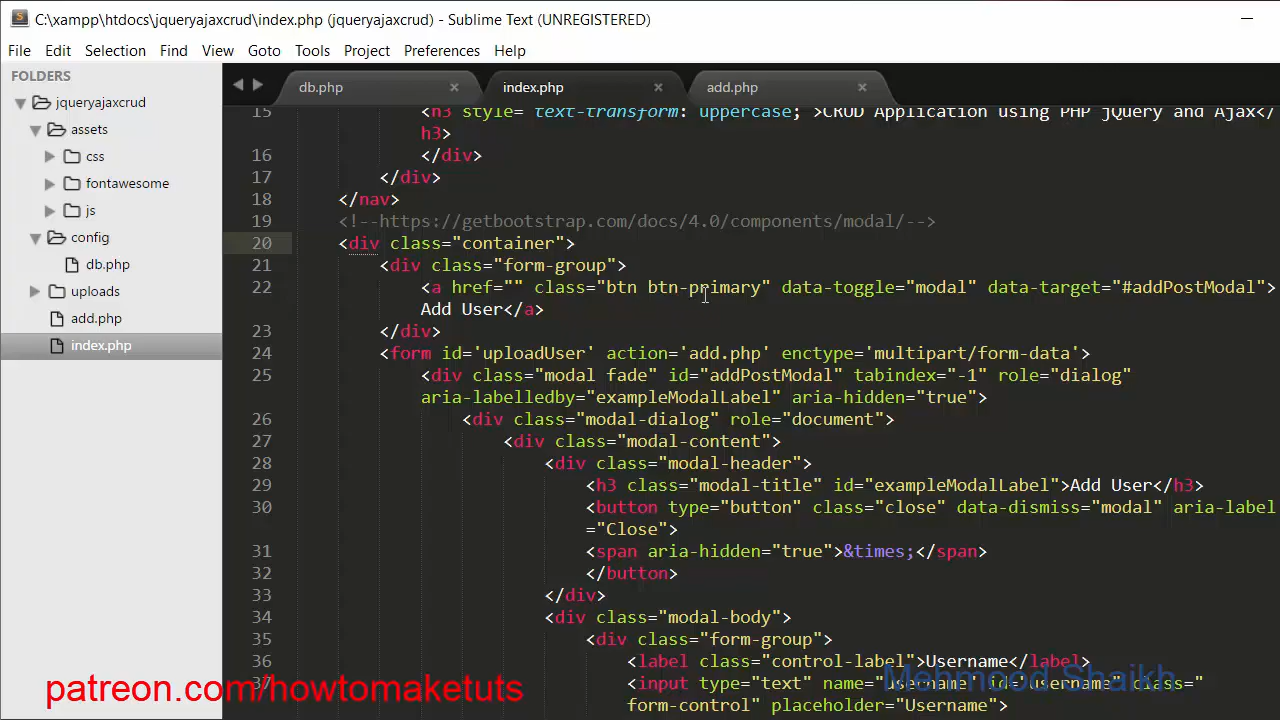 C:\xampp\htdocs\jqueryajaxcrud\index.php (jqueryajaxcrud) - Sublime Text (UNREGISTERED)
File Edit Selection Find View Goto Tools Project Preferences Help
FOLDERS
jqueryajaxcrud
assets
css
fontawesome
js
config
db.php
uploads
add.php
index.php
db.php × index.php × add.php ×
15 <h3 style= text-transform: uppercase; >CRUD Application using PHP jQuery and Ajax</
h3>
16 </div>
17 </div>
18 </nav>
19 <!--https://getbootstrap.com/docs/4.0/components/modal/-->
20 <div class="container">
21 <div class="form-group">
22 <a href="" class="btn btn-primary" data-toggle="modal" data-target="#addPostModal">
Add User</a>
23 </div>
24 <form id='uploadUser' action='add.php' enctype='multipart/form-data'>
25 <div class="modal fade" id="addPostModal" tabindex="-1" role="dialog"
aria-labelledby="exampleModalLabel" aria-hidden="true">
26 <div class="modal-dialog" role="document">
27 <div class="modal-content">
28 <div class="modal-header">
29 <h3 class="modal-title" id="exampleModalLabel">Add User</h3>
30 <button type="button" class="close" data-dismiss="modal" aria-label
="Close">
31 <span aria-hidden="true">&times;</span>
32 </button>
33 </div>
34 <div class="modal-body">
35 <div class="form-group">
36 <label class="control-label">Username</label>
37 <input type="text" name="username" id="username" class="
form-control" placeholder="Username">
patreon.com/howtomaketuts
Mehmood Shaikh